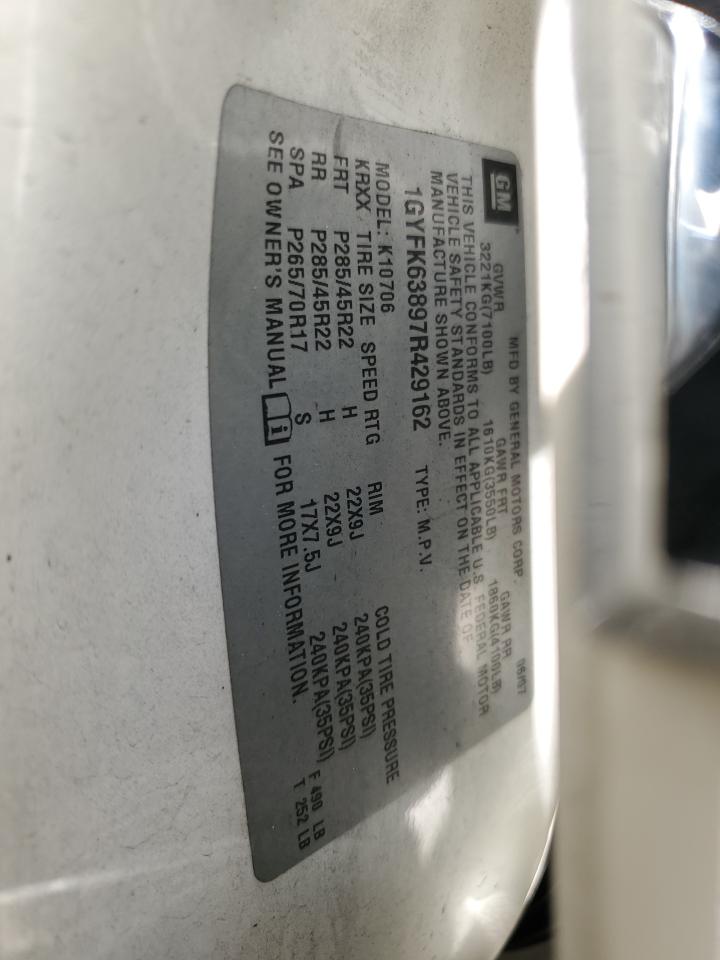 GM MFD BY GENERAL MOTORS CORP. 06/07
GVWR GAWR FRT GAWR RR
3221KG(7100LB) 1610KG(3550LB) 1860KG(4100LB)
THIS VEHICLE CONFORMS TO ALL APPLICABLE U.S. FEDERAL MOTOR
VEHICLE SAFETY STANDARDS IN EFFECT ON THE DATE OF
MANUFACTURE SHOWN ABOVE.
1GYFK63897R429162 TYPE: M.P.V.
MODEL: K10706
KRXX TIRE SIZE SPEED RTG RIM COLD TIRE PRESSURE
FRT P285/45R22 H 22X9J 240KPA(35PSI)
RR P285/45R22 H 22X9J 240KPA(35PSI)
SPA P265/70R17 S 17X7.5J 240KPA(35PSI) F 490 LB
SEE OWNER'S MANUAL FOR MORE INFORMATION. T 252 LB